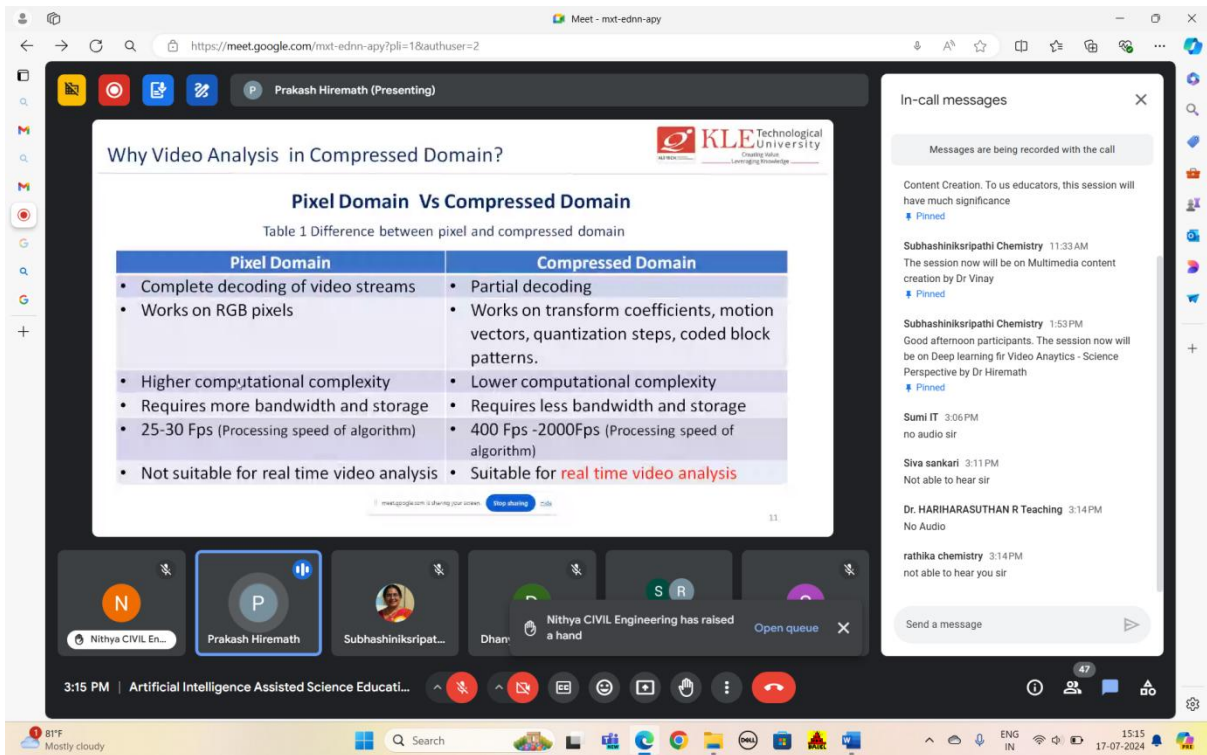 Meet - mxt-ednn-apy
https://meet.google.com/mxt-ednn-apy?pli=1&authuser=2
Prakash Hiremath (Presenting)
Why Video Analysis in Compressed Domain?
KLE Technological
University
Creating Value
Leveraging Knowledge
Pixel Domain Vs Compressed Domain
Table 1 Difference between pixel and compressed domain
Pixel Domain
Compressed Domain
• Complete decoding of video streams
• Partial decoding
• Works on RGB pixels
• Works on transform coefficients, motion
vectors, quantization steps, coded block
patterns.
• Higher computational complexity
• Lower computational complexity
• Requires more bandwidth and storage
• Requires less bandwidth and storage
• 25-30 Fps (Processing speed of algorithm)
• 400 Fps -2000Fps (Processing speed of
algorithm)
• Not suitable for real time video analysis
• Suitable for real time video analysis
meet.google.com is sharing your screen.
Stop sharing
Hide
11
N
Nithya CIVIL En...
P
Prakash Hiremath
Subhashiniksripat...
S R
Nithya CIVIL Engineering has raised
a hand
Open queue
3:15 PM | Artificial Intelligence Assisted Science Educati...
47
In-call messages
Messages are being recorded with the call
Content Creation. To us educators, this session will
have much significance
Pinned
Subhashiniksripathi Chemistry 11:33 AM
The session now will be on Multimedia content
creation by Dr Vinay
Pinned
Subhashiniksripathi Chemistry 1:53 PM
Good afternoon participants. The session now will
be on Deep learning fir Video Anaytics - Science
Perspective by Dr Hiremath
Pinned
Sumi IT 3:06 PM
no audio sir
Siva sankari 3:11 PM
Not able to hear sir
Dr. HARIHARASUTHAN R Teaching 3:14 PM
No Audio
rathika chemistry 3:14 PM
not able to hear you sir
Send a message
81°F
Mostly cloudy
Search
ENG
IN
15:15
17-07-2024